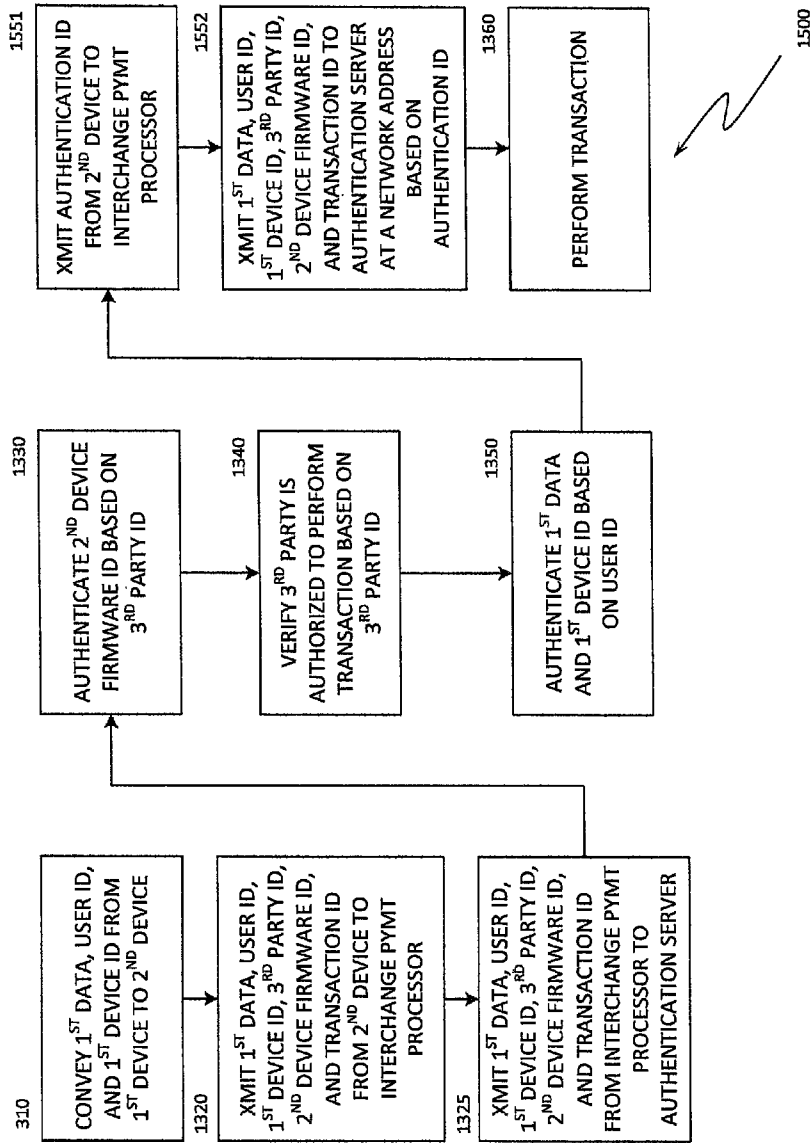 310
CONVEY 1ST DATA, USER ID,
AND 1ST DEVICE ID FROM
1ST DEVICE TO 2ND DEVICE
1320
XMIT 1ST DATA, USER ID,
1ST DEVICE ID, 3RD PARTY ID,
2ND DEVICE FIRMWARE ID,
AND TRANSACTION ID
FROM 2ND DEVICE TO
INTERCHANGE PYMT
PROCESSOR
1325
XMIT 1ST DATA, USER ID,
1ST DEVICE ID, 3RD PARTY ID,
2ND DEVICE FIRMWARE ID,
AND TRANSACTION ID
FROM INTERCHANGE PYMT
PROCESSOR TO
AUTHENTICATION SERVER
1330
AUTHENTICATE 2ND DEVICE
FIRMWARE ID BASED ON
3RD PARTY ID
1340
VERIFY 3RD PARTY IS
AUTHORIZED TO PERFORM
TRANSACTION BASED ON
3RD PARTY ID
1350
AUTHENTICATE 1ST DATA
AND 1ST DEVICE ID BASED
ON USER ID
1551
XMIT AUTHENTICATION ID
FROM 2ND DEVICE TO
INTERCHANGE PYMT
PROCESSOR
1552
XMIT 1ST DATA, USER ID,
1ST DEVICE ID, 3RD PARTY ID,
2ND DEVICE FIRMWARE ID,
AND TRANSACTION ID TO
AUTHENTICATION SERVER
AT A NETWORK ADDRESS
BASED ON
AUTHENTICATION ID
1360
PERFORM TRANSACTION
1500